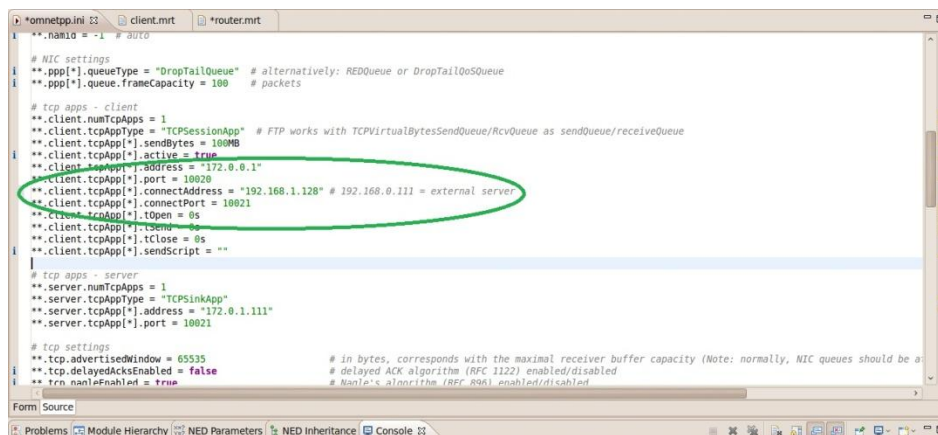 *omnetpp.ini client.mrt *router.mrt
**.namid = -1 # auto
# NIC settings
**.ppp[*].queueType = "DropTailQueue" # alternatively: REDQueue or DropTailQoSQueue
**.ppp[*].queue.frameCapacity = 100 # packets
# tcp apps - client
**.client.numTcpApps = 1
**.client.tcpAppType = "TCPSessionApp" # FTP works with TCPVirtualBytesSendQueue/RcvQueue as sendQueue/receiveQueue
**.client.tcpApp[*].sendBytes = 100MB
**.client.tcpApp[*].active = true
**.client.tcpApp[*].address = "172.0.0.1"
**.client.tcpApp[*].port = 10020
**.client.tcpApp[*].connectAddress = "192.168.1.128" # 192.168.0.111 = external server
**.client.tcpApp[*].connectPort = 10021
**.client.tcpApp[*].tOpen = 0s
**.client.tcpApp[*].tSend = 0s
**.client.tcpApp[*].tClose = 0s
**.client.tcpApp[*].sendScript = ""
# tcp apps - server
**.server.numTcpApps = 1
**.server.tcpAppType = "TCPSinkApp"
**.server.tcpApp[*].address = "172.0.1.111"
**.server.tcpApp[*].port = 10021
# tcp settings
**.tcp.advertisedWindow = 65535 # in bytes, corresponds with the maximal receiver buffer capacity (Note: normally, NIC queues should be at
**.tcp.delayedAcksEnabled = false # delayed ACK algorithm (RFC 1122) enabled/disabled
**.tcp.nagleEnabled = true # Nagle's algorithm (RFC 896) enabled/disabled
Form Source
Problems Module Hierarchy NED Parameters NED Inheritance Console